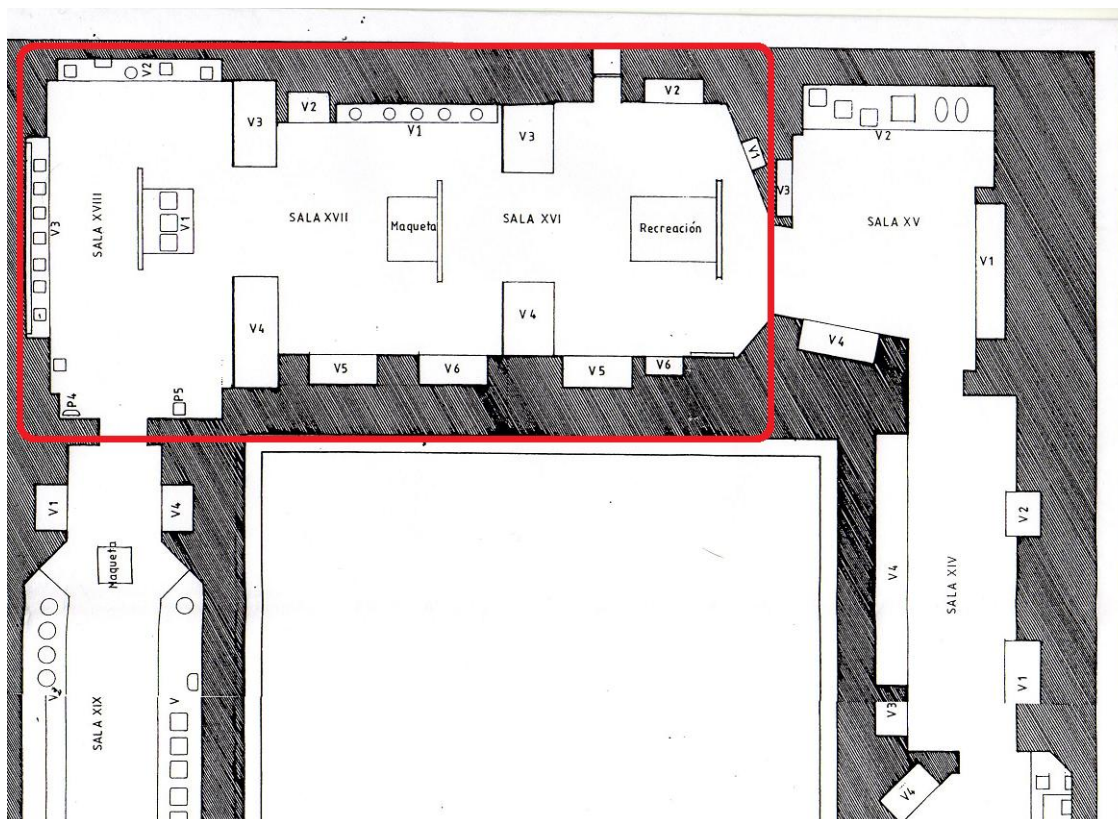 V2
V3
V2
V1
V3
V2
V1
V2
V3
SALA XVIII
V1
V3
SALA XVII
Maqueta
SALA XVI
Recreación
SALA XV
V1
V4
V4
V4
V5
V6
V5
V6
P4
P5
V1
V4
Maqueta
V4
SALA XIV
V2
V1
V3
SALA XIX
V
V4